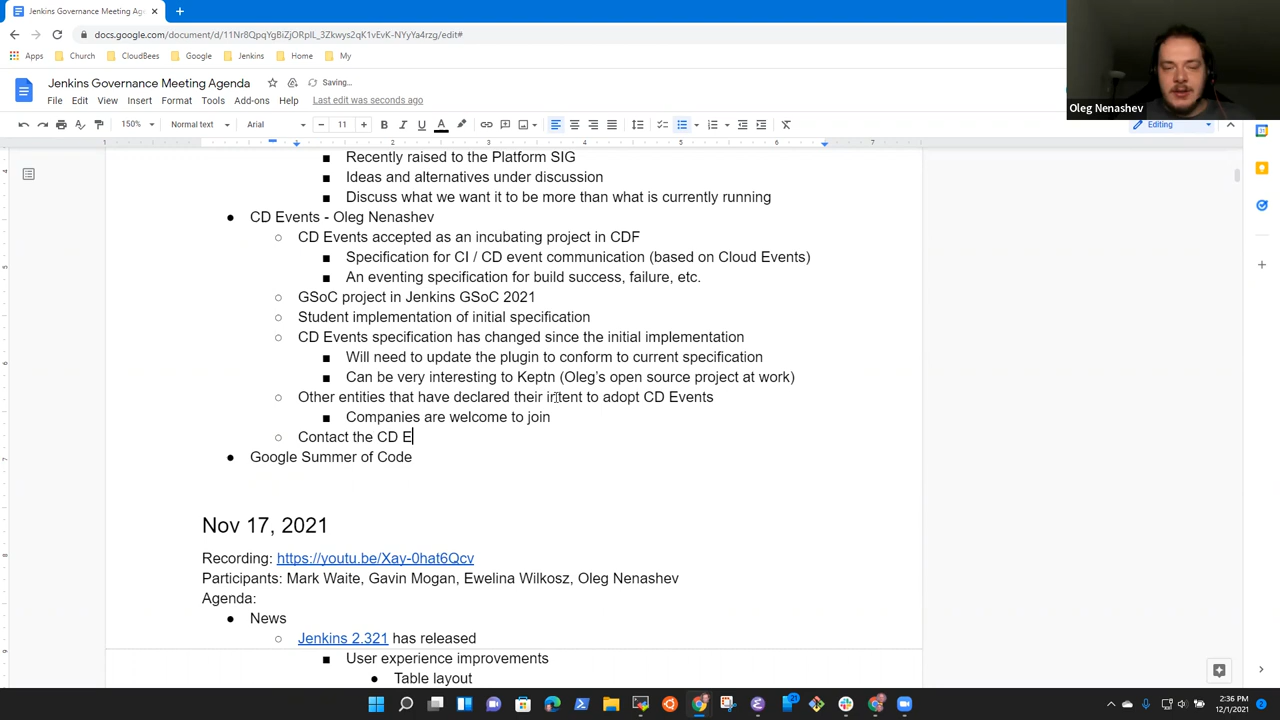 Jenkins Governance Meeting Ag
docs.google.com/document/d/11Nr8QpqYgBiZjORplL_3Zkwys2qK1vEvK-NYyYa4rzg/edit#
Apps Church CloudBees Google Jenkins Home My
Jenkins Governance Meeting Agenda Saving...
File Edit View Insert Format Tools Add-ons Help Last edit was seconds ago
Oleg Nenashev
150% Normal text Arial 11 Editing
1 2 3 4 5 6 7
■ Recently raised to the Platform SIG
■ Ideas and alternatives under discussion
■ Discuss what we want it to be more than what is currently running
● CD Events - Oleg Nenashev
○ CD Events accepted as an incubating project in CDF
■ Specification for CI / CD event communication (based on Cloud Events)
■ An eventing specification for build success, failure, etc.
○ GSoC project in Jenkins GSoC 2021
○ Student implementation of initial specification
○ CD Events specification has changed since the initial implementation
■ Will need to update the plugin to conform to current specification
■ Can be very interesting to Keptn (Oleg's open source project at work)
○ Other entities that have declared their intent to adopt CD Events
■ Companies are welcome to join
○ Contact the CD E
● Google Summer of Code
Nov 17, 2021
Recording: https://youtu.be/Xay-0hat6Qcv
Participants: Mark Waite, Gavin Mogan, Ewelina Wilkosz, Oleg Nenashev
Agenda:
● News
○ Jenkins 2.321 has released
■ User experience improvements
● Table layout
2:36 PM
12/1/2021